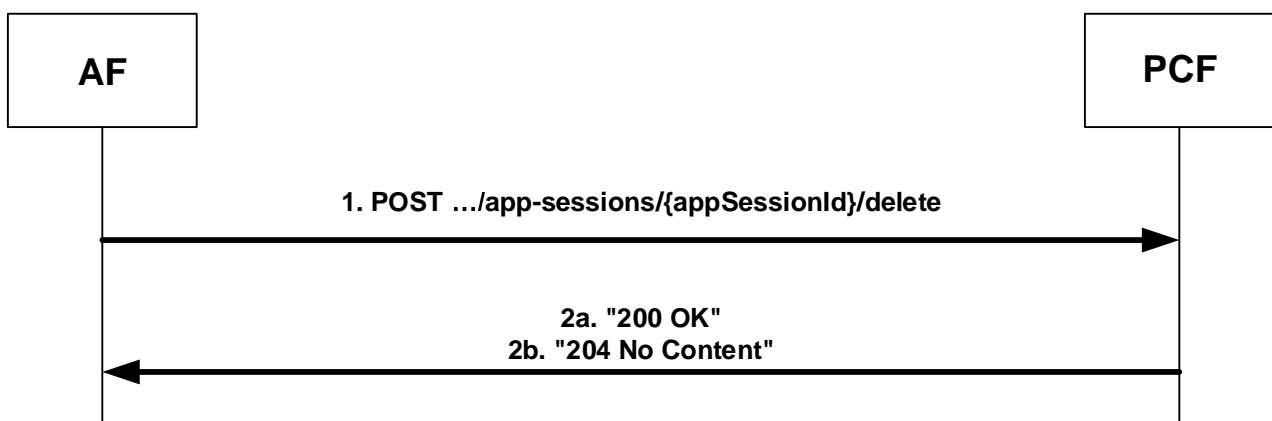 AF
PCF
1. POST …/app-sessions/{appSessionId}/delete
2a. "200 OK"
2b. "204 No Content"